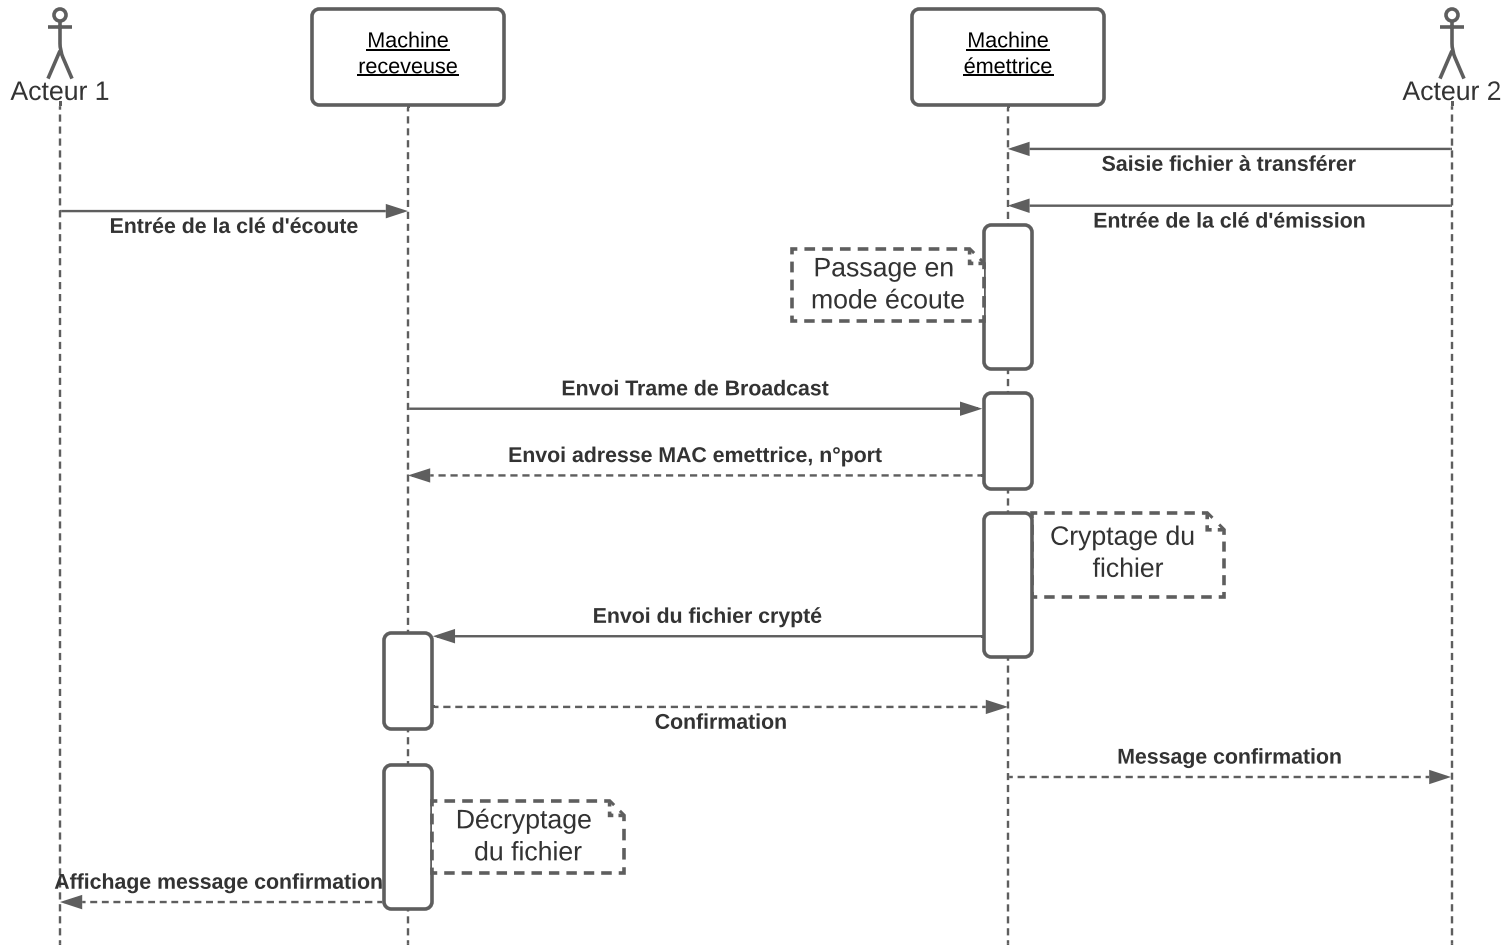 Machine
receveuse
Machine
émettrice
Acteur 1
Acteur 2
Saisie fichier à transférer
Entrée de la clé d'écoute
Entrée de la clé d'émission
Passage en
mode écoute
Envoi Trame de Broadcast
Envoi adresse MAC emettrice, n°port
Cryptage du
fichier
Envoi du fichier crypté
Confirmation
Message confirmation
Décryptage
du fichier
Affichage message confirmation